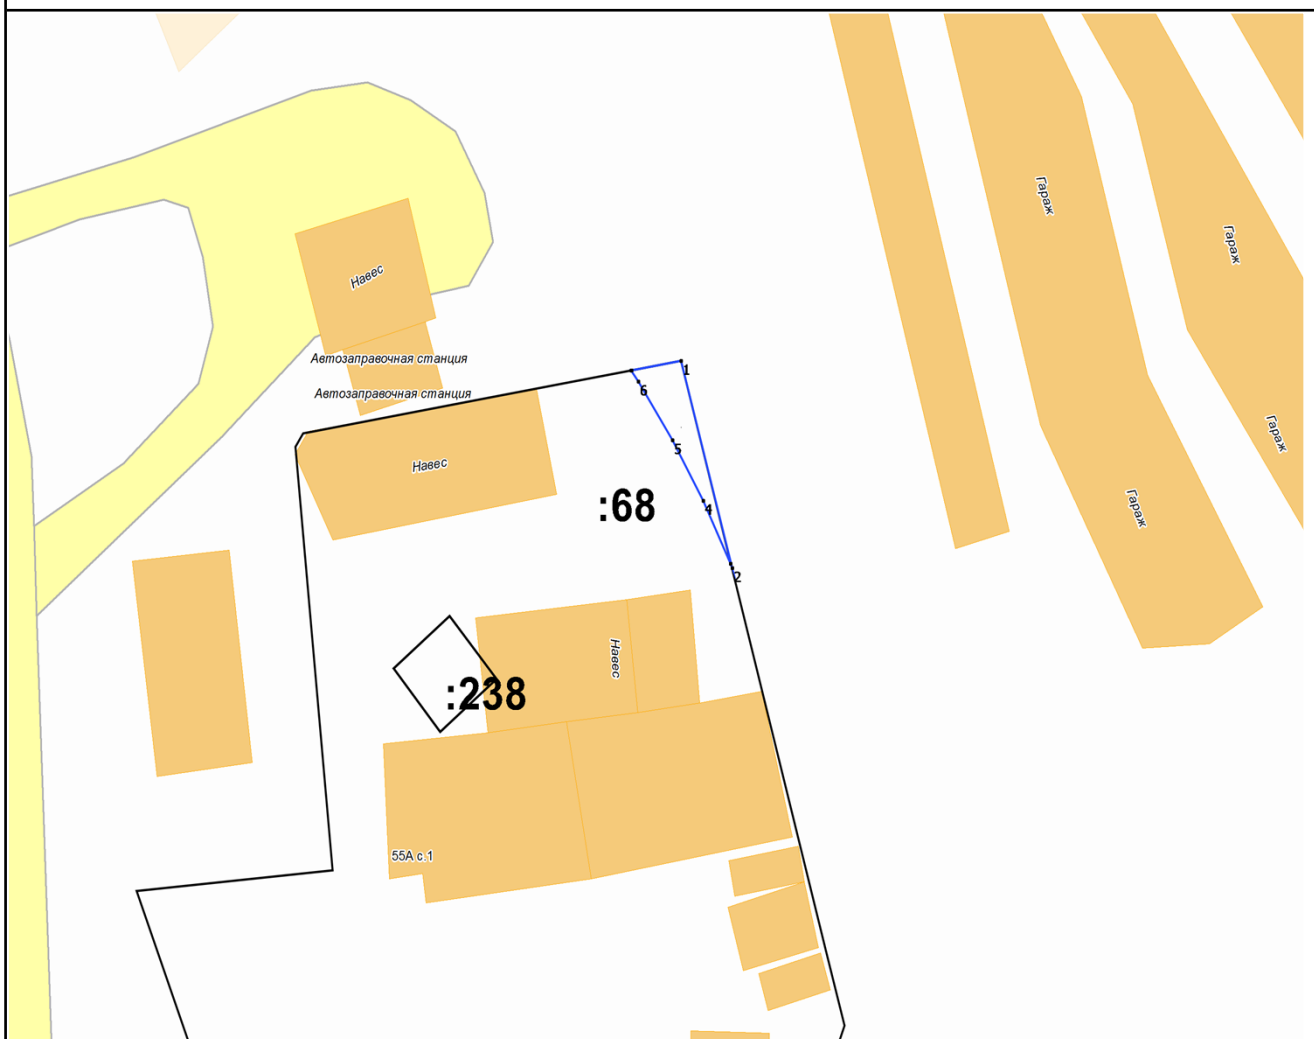 Гараж
Гараж
Навес
Автозаправочная станция
1
6
Автозаправочная станция
Гараж
5
Навес
:68
4
Гараж
2
Навес
:238
55А с.1